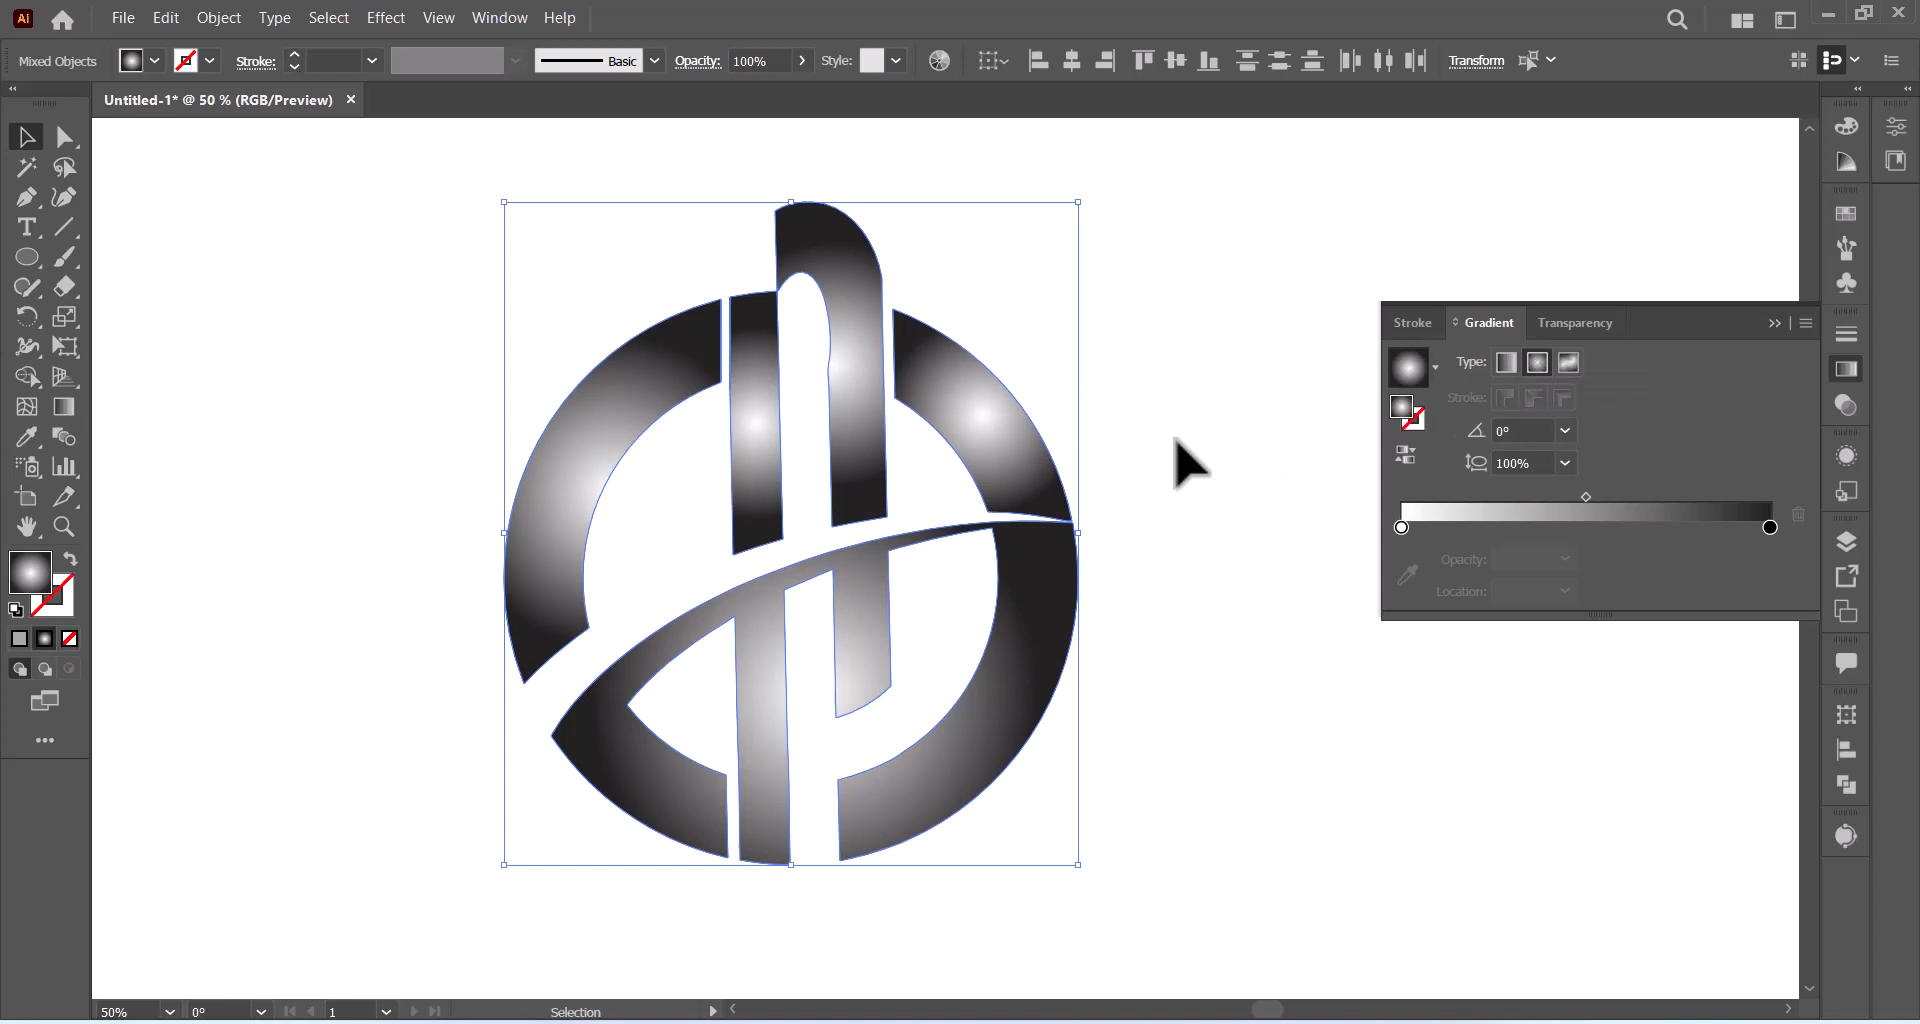 Ai File Edit Object Type Select Effect View Window Help
Mixed Objects Stroke: Basic Opacity: 100% Style: Transform
Untitled-1* @ 50 % (RGB/Preview) ×
Stroke Gradient Transparency
Type:
Stroke:
0°
100%
Opacity:
Location:
50% 0° 1 Selection